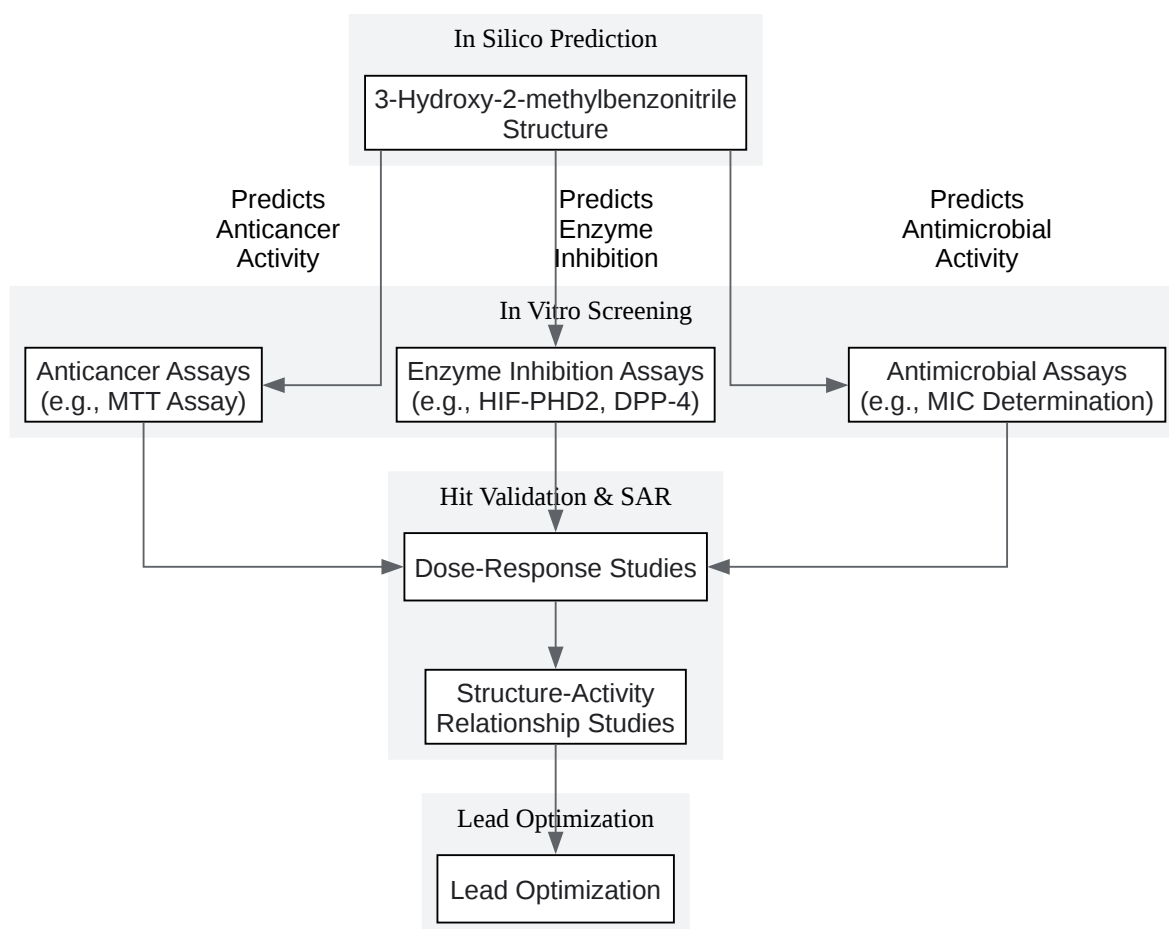 In Silico Prediction
3-Hydroxy-2-methylbenzonitrile
Structure
Predicts
Anticancer
Activity
Predicts
Enzyme
Inhibition
Predicts
Antimicrobial
Activity
In Vitro Screening
Anticancer Assays
(e.g., MTT Assay)
Enzyme Inhibition Assays
(e.g., HIF-PHD2, DPP-4)
Antimicrobial Assays
(e.g., MIC Determination)
Hit Validation & SAR
Dose-Response Studies
Structure-Activity
Relationship Studies
Lead Optimization
Lead Optimization